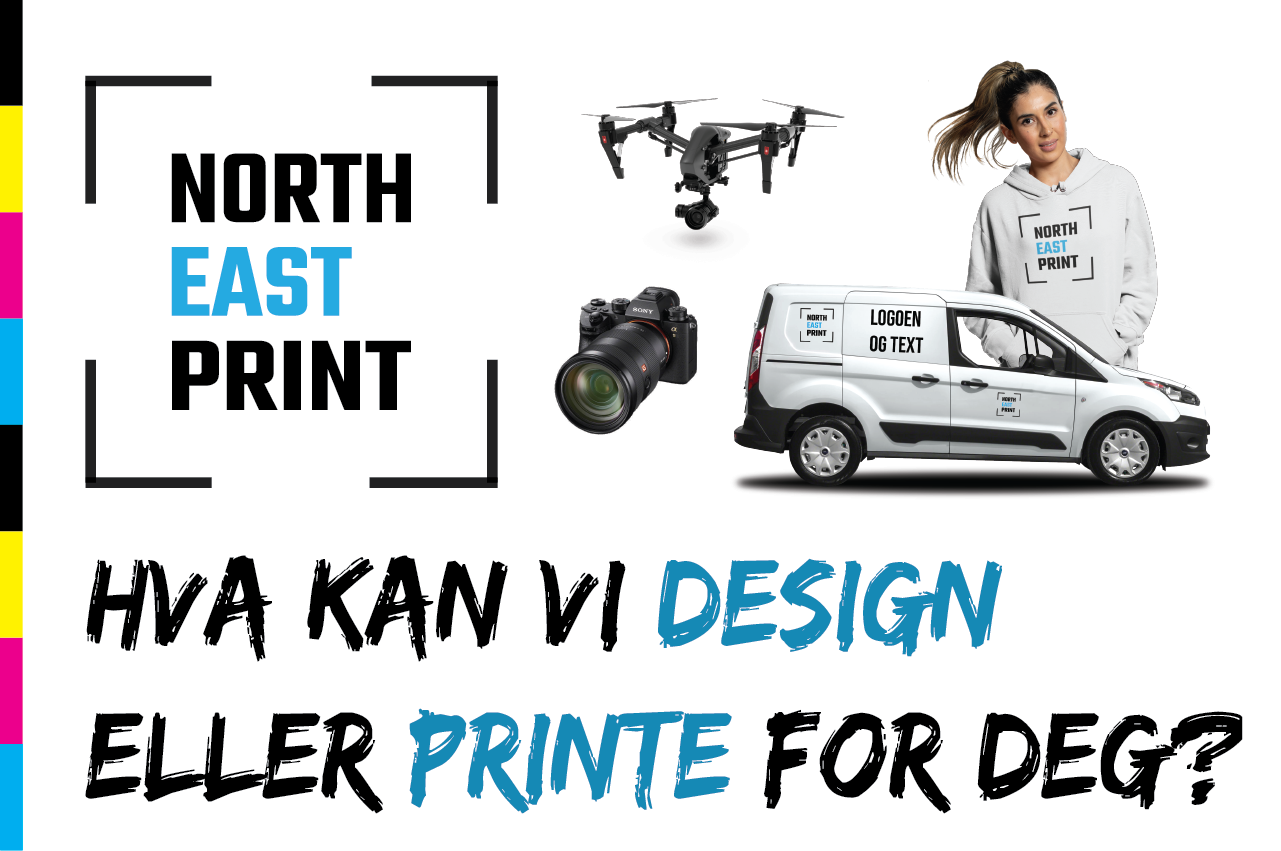 NORTH
EAST
PRINT
SONY
α
NORTH
EAST
PRINT
NORTH
EAST
PRINT
LOGOEN
OG TEXT
NORTH
EAST
PRINT
HVA KAN VI DESIGN
ELLER PRINTE FOR DEG?